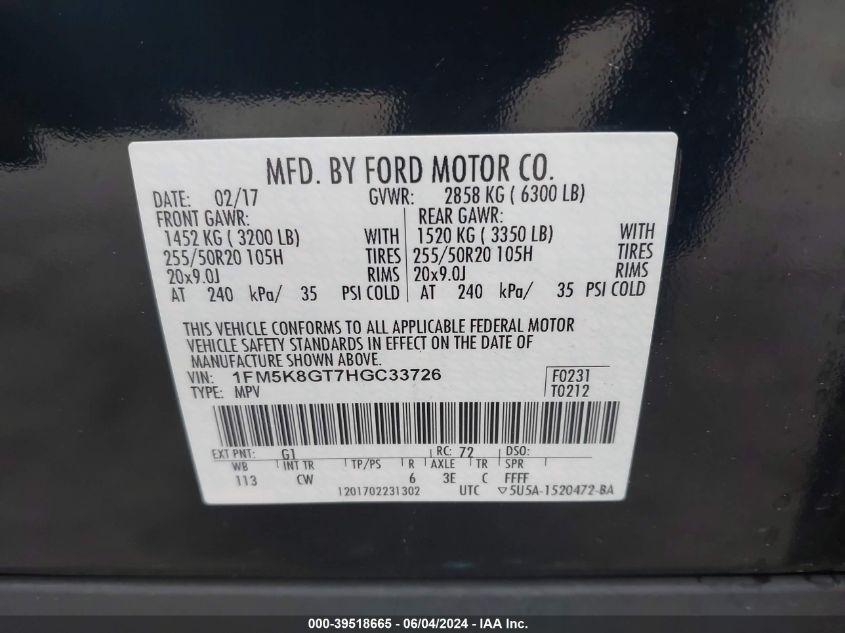 MFD. BY FORD MOTOR CO.
DATE: 02/17 GVWR: 2858 KG ( 6300 LB)
FRONT GAWR: REAR GAWR:
1452 KG ( 3200 LB) WITH 1520 KG ( 3350 LB) WITH
255/50R20 105H TIRES 255/50R20 105H TIRES
20x9.0J RIMS 20x9.0J RIMS
AT 240 kPa/ 35 PSI COLD AT 240 kPa/ 35 PSI COLD
THIS VEHICLE CONFORMS TO ALL APPLICABLE FEDERAL MOTOR
VEHICLE SAFETY STANDARDS IN EFFECT ON THE DATE OF
MANUFACTURE SHOWN ABOVE.
VIN: 1FM5K8GT7HGC33726 F0231
TYPE: MPV T0212
EXT PNT: G1 RC: 72 DSO:
WB INT TR TP/PS R AXLE TR SPR
113 CW 6 3E C FFFF
1201702231302 UTC ▽5U5A-1520472-BA
000-39518665 - 06/04/2024 - IAA Inc.